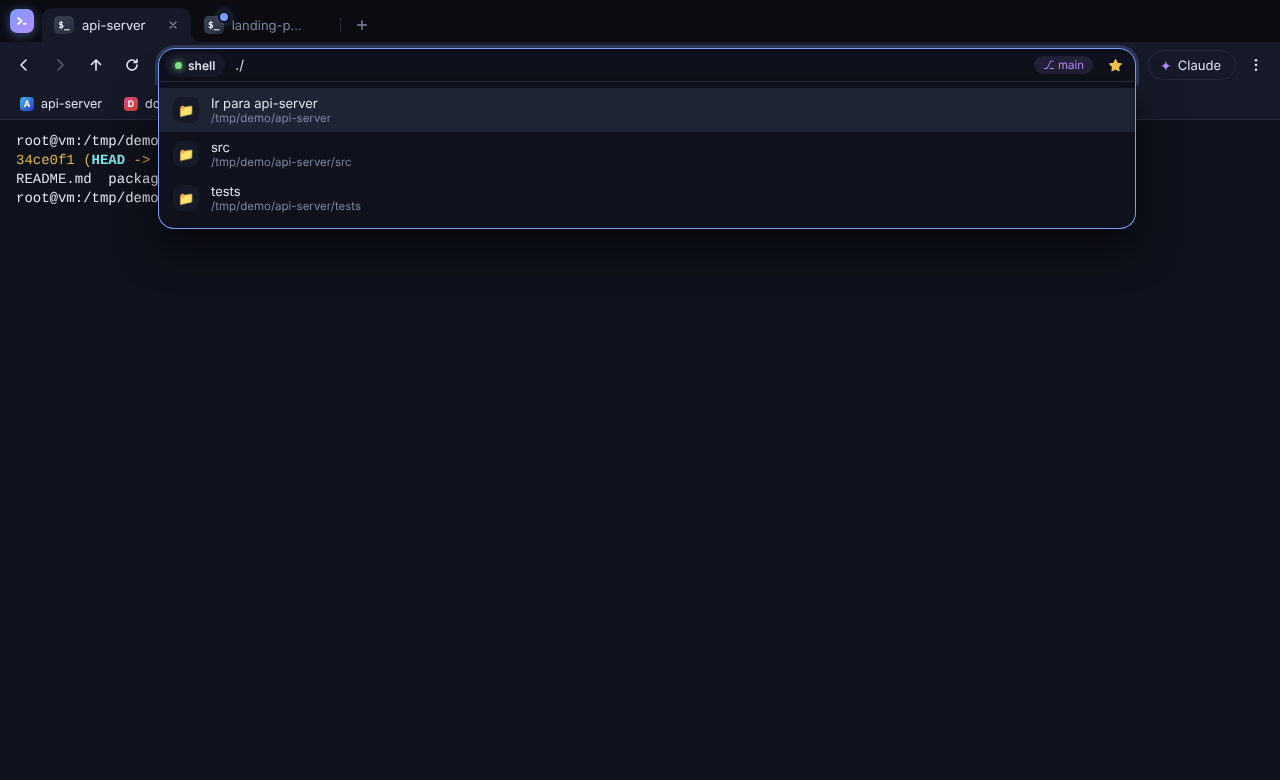 $_ api-server
$_ landing-p...
shell ./
main
Claude
A api-server
D do
Ir para api-server
/tmp/demo/api-server
src
/tmp/demo/api-server/src
tests
/tmp/demo/api-server/tests
root@vm:/tmp/demo
34ce0f1 (HEAD ->
README.md packag
root@vm:/tmp/demo